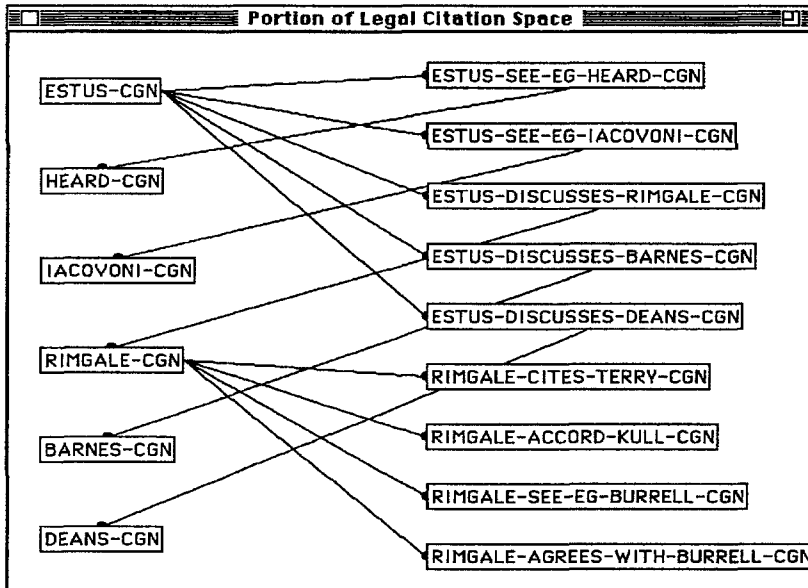 Portion of Legal Citation Space
ESTUS-CGN
HEARD-CGN
IACOVONI-CGN
RIMGALE-CGN
BARNES-CGN
DEANS-CGN
ESTUS-SEE-EG-HEARD-CGN
ESTUS-SEE-EG-IACOVONI-CGN
ESTUS-DISCUSSES-RIMGALE-CGN
ESTUS-DISCUSSES-BARNES-CGN
ESTUS-DISCUSSES-DEANS-CGN
RIMGALE-CITES-TERRY-CGN
RIMGALE-ACCORD-KULL-CGN
RIMGALE-SEE-EG-BURRELL-CGN
RIMGALE-AGREES-WITH-BURRELL-CGN